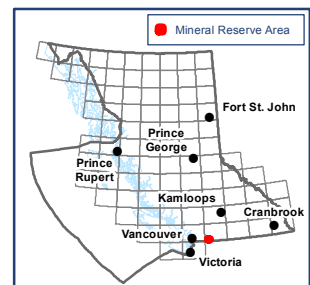 Mineral Reserve Area
Fort St. John
Prince
George
Prince
Rupert
Kamloops
Cranbrook
Vancouver
Victoria